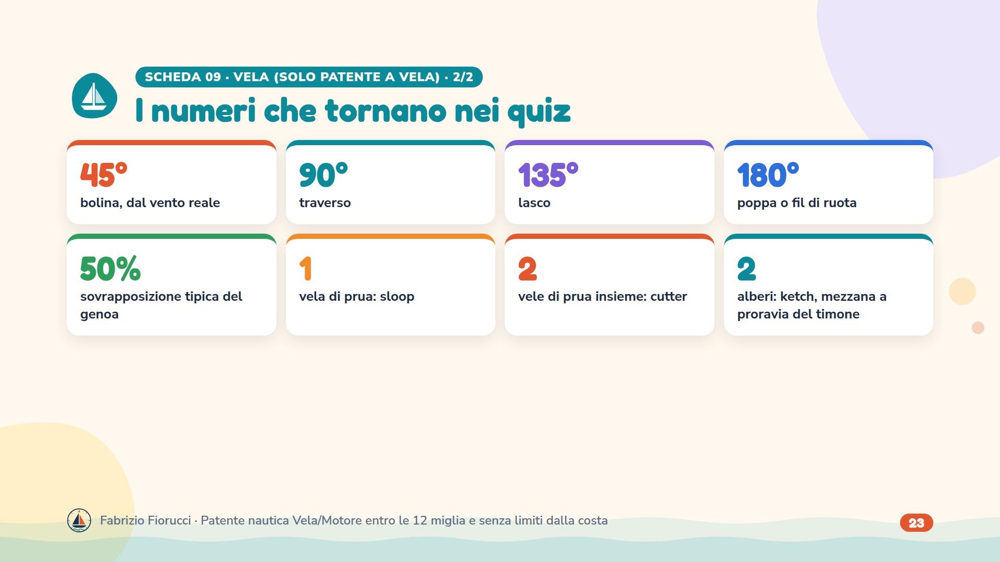 SCHEDA 09 · VELA (SOLO PATENTE A VELA) · 2/2
I numeri che tornano nei quiz
45°
bolina, dal vento reale
90°
traverso
135°
lasco
180°
poppa o fil di ruota
50%
sovrapposizione tipica del
genoa
1
vela di prua: sloop
2
vele di prua insieme: cutter
2
alberi: ketch, mezzana a
proravia del timone
Fabrizio Fiorucci · Patente nautica Vela/Motore entro le 12 miglia e senza limiti dalla costa
23